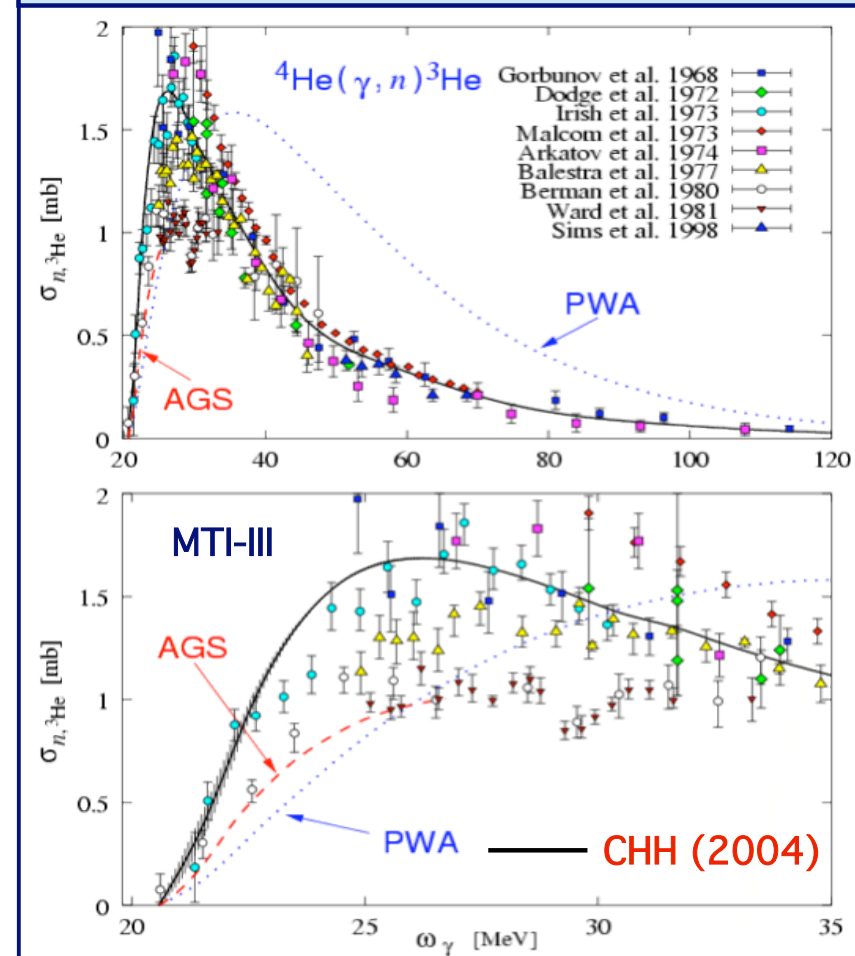 2
1.5
1
0.5
0
σn,³He [mb]
⁴He(γ, n)³He
Gorbunov et al. 1968
Dodge et al. 1972
Irish et al. 1973
Malcom et al. 1973
Arkatov et al. 1974
Balestra et al. 1977
Berman et al. 1980
Ward et al. 1981
Sims et al. 1998
PWA
AGS
20 40 60 80 100 120
2
1.5
1
0.5
0
σn,³He [mb]
MTI-III
AGS
PWA
CHH (2004)
20 25 30 35
ωγ [MeV]